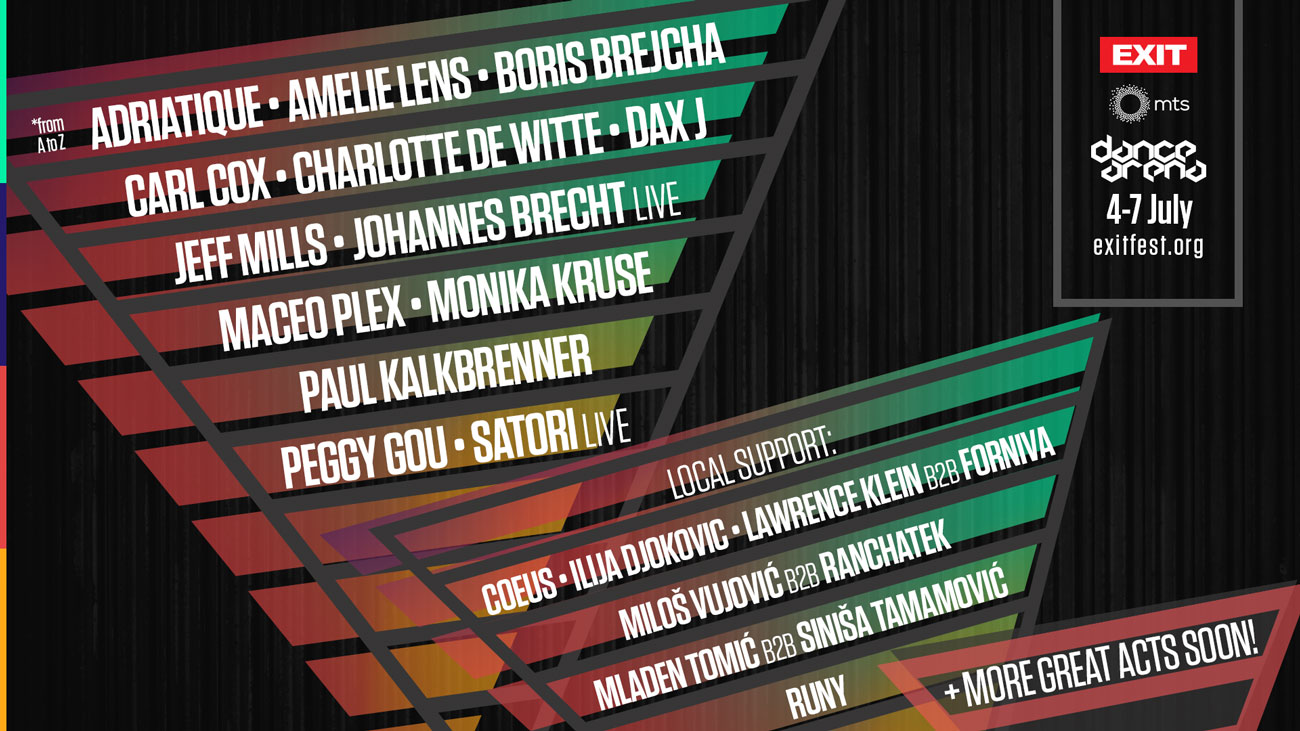 *from
A to Z
ADRIATIQUE • AMELIE LENS • BORIS BREJCHA
CARL COX • CHARLOTTE DE WITTE • DAX J
JEFF MILLS • JOHANNES BRECHT LIVE
MACEO PLEX • MONIKA KRUSE
PAUL KALKBRENNER
PEGGY GOU • SATORI LIVE
LOCAL SUPPORT:
COEUS • ILIJA DJOKOVIC • LAWRENCE KLEIN B2B FORNIVA
MILOŠ VUJOVIĆ B2B RANCHATEK
MLADEN TOMIĆ B2B SINIŠA TAMAMOVIĆ
RUNY
+ MORE GREAT ACTS SOON!
EXIT
mts
dance
arena
4-7 July
exitfest.org